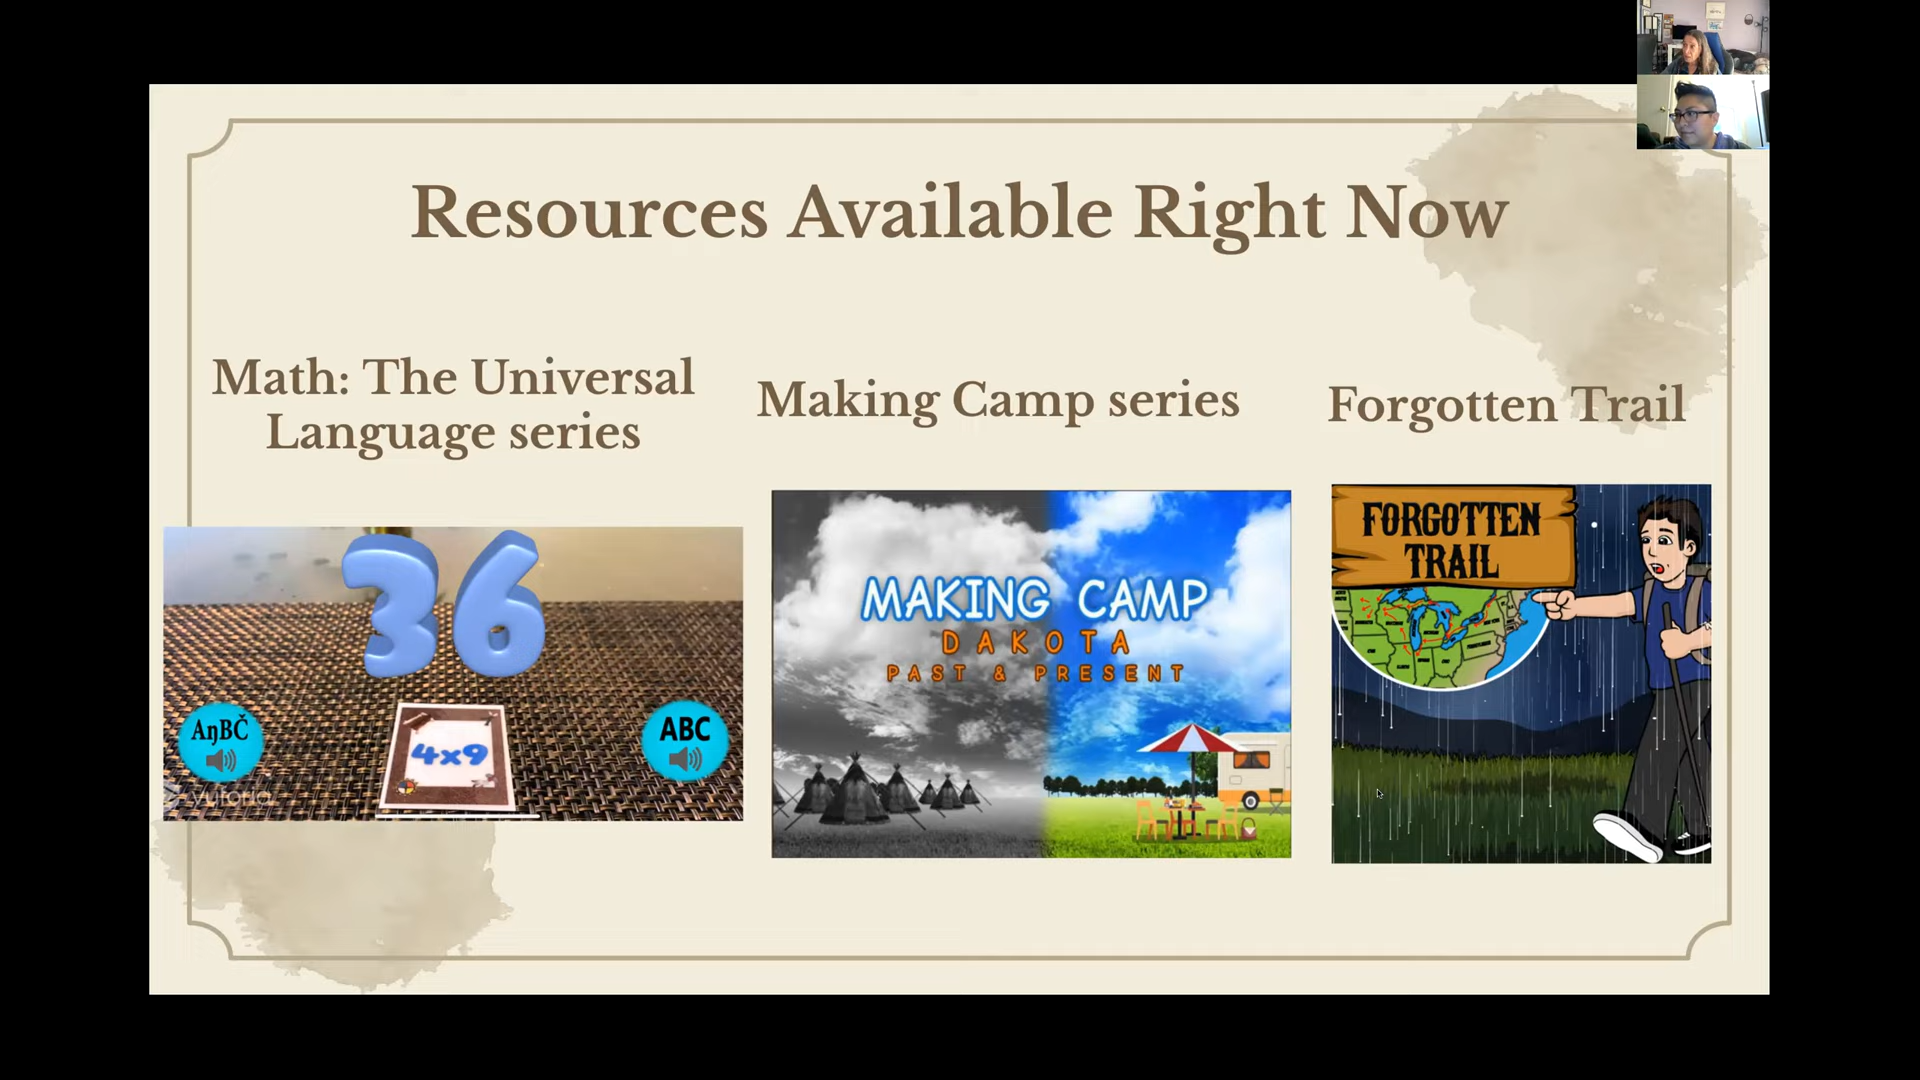 Resources Available Right Now
Math: The Universal
Language series
Making Camp series
Forgotten Trail
36
AŋBČ
4x9
ABC
MAKING CAMP
DAKOTA
PAST & PRESENT
FORGOTTEN
TRAIL